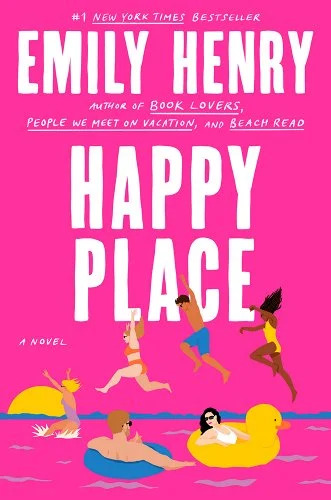 #1 NEW YORK TIMES BESTSELLER
EMILY HENRY
AUTHOR OF BOOK LOVERS,
PEOPLE WE MEET ON VACATION, AND BEACH READ
HAPPY
PLACE
A NOVEL